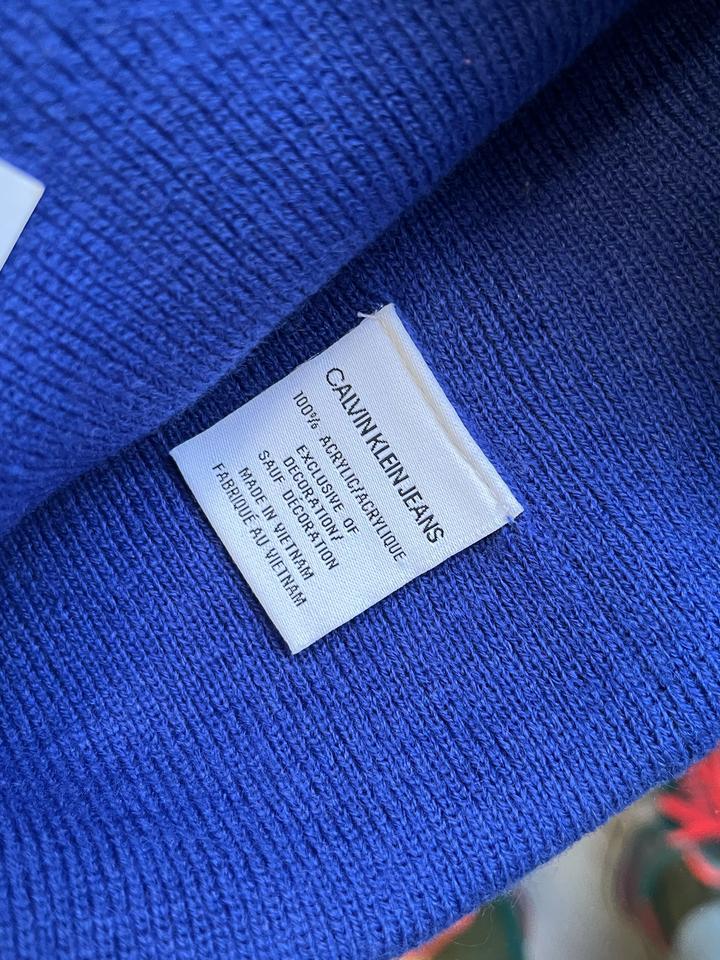 CALVIN KLEIN JEANS
100% ACRYLIC/ACRYLIQUE
EXCLUSIVE OF
DECORATION/
SAUF DÉCORATION
MADE IN VIETNAM
FABRIQUÉ AU VIETNAM